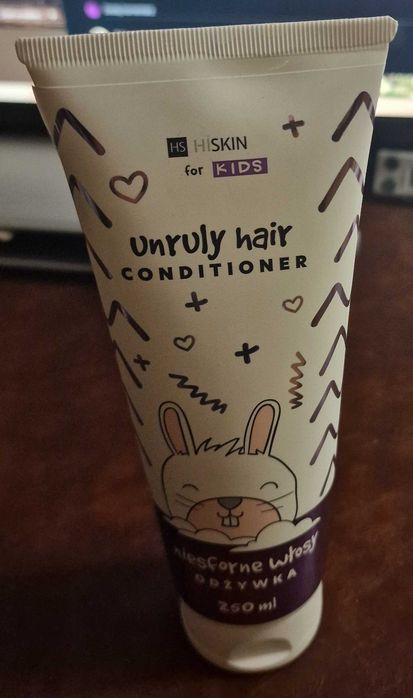 HS HiSKIN
for KIDS
unruly hair
CONDITIONER
niesforne włosy
ODŻYWKA
250 ml